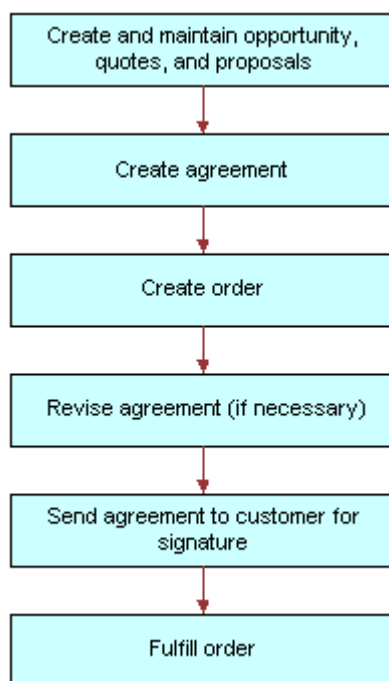 Create and maintain opportunity,
quotes, and proposals
Create agreement
Create order
Revise agreement (if necessary)
Send agreement to customer for
signature
Fulfill order